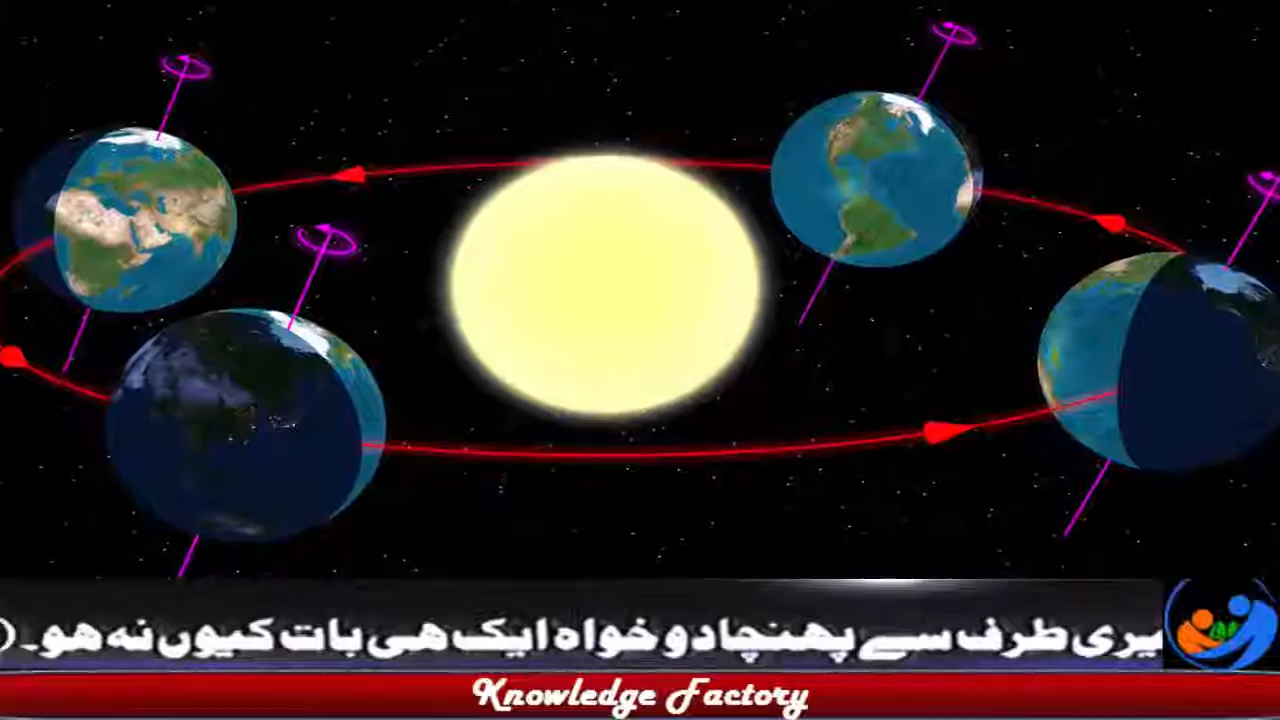 یری طرف سے پہنچادو خواہ ایک ہی بات کیوں نہ ہو۔ (
Knowledge Factory